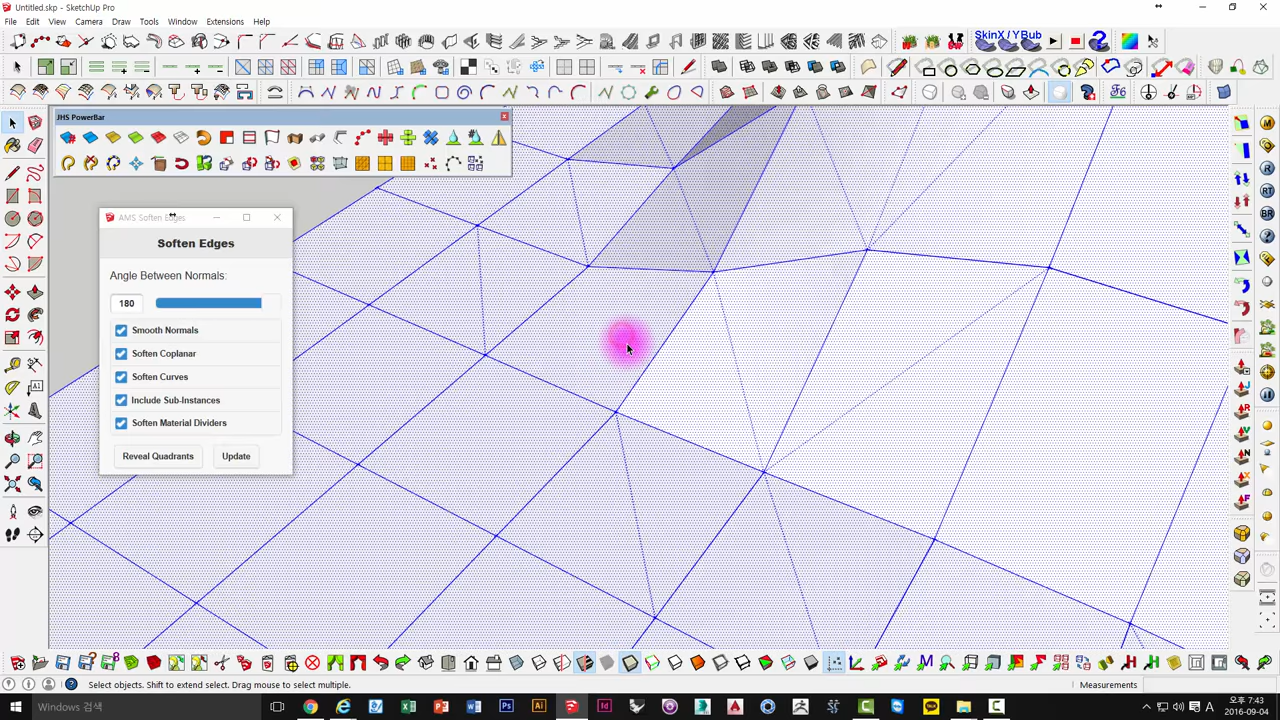 Untitled.skp - SketchUp Pro
File Edit View Camera Draw Tools Window Extensions Help
SkinX / YBub
JHS PowerBar
AMS Soften Edges
Soften Edges
Angle Between Normals:
180
Smooth Normals
Soften Coplanar
Soften Curves
Include Sub-Instances
Soften Material Dividers
Reveal Quadrants Update
Select objects. Shift to extend select. Drag mouse to select multiple.
Measurements
Windows 검색
오후 7:43
2016-09-04